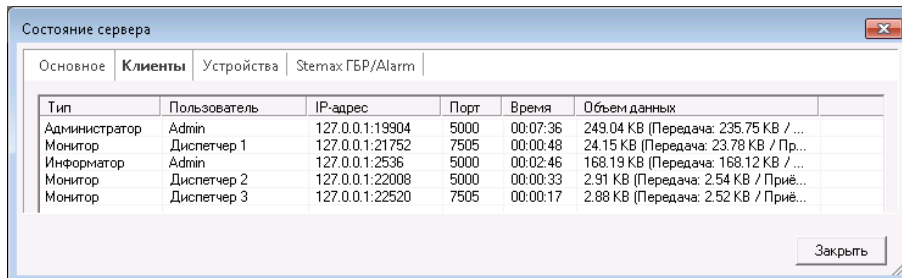 Состояние сервера
Основное Клиенты Устройства Stemax ГБР/Alarm
Тип Пользователь IP-адрес Порт Время Объем данных
Администратор Admin 127.0.0.1:19904 5000 00:07:36 249.04 KB (Передача: 235.75 KB / ...
Монитор Диспетчер 1 127.0.0.1:21752 7505 00:00:48 24.15 KB (Передача: 23.78 KB / Пр...
Информатор Admin 127.0.0.1:2536 5000 00:02:46 168.19 KB (Передача: 168.12 KB / ...
Монитор Диспетчер 2 127.0.0.1:22008 5000 00:00:33 2.91 KB (Передача: 2.54 KB / Приё...
Монитор Диспетчер 3 127.0.0.1:22520 7505 00:00:17 2.88 KB (Передача: 2.52 KB / Приё...
Закрыть